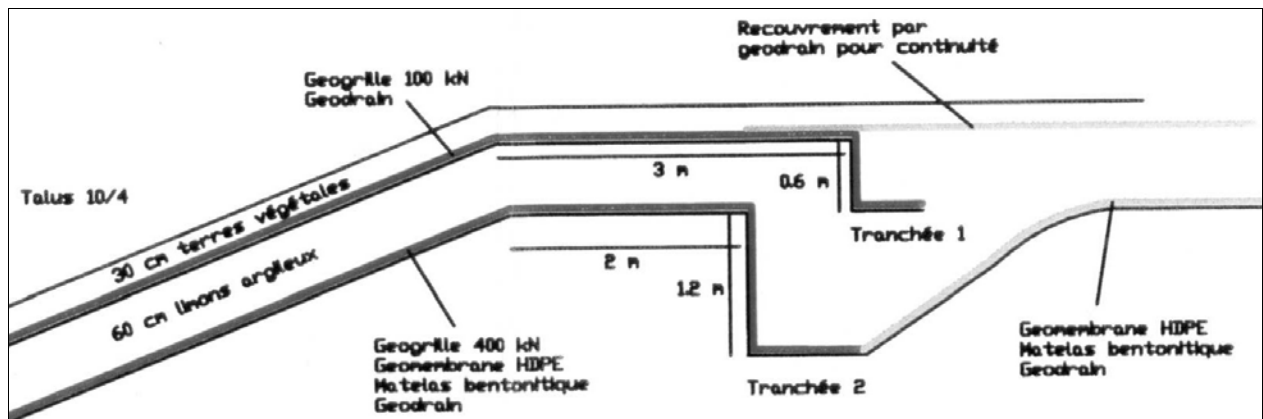 Recouvrement par
geodrain pour continuité
Geogrille 100 kN
Geodrain
Talus 10/4
30 cm terres végétales
60 cm limons argileux
3 m
0.6 m
Tranchée 1
2 m
1.2 m
Geogrille 400 kN
Geomembrane HDPE
Matelas bentonitique
Geodrain
Tranchée 2
Geomembrane HDPE
Matelas bentonitique
Geodrain